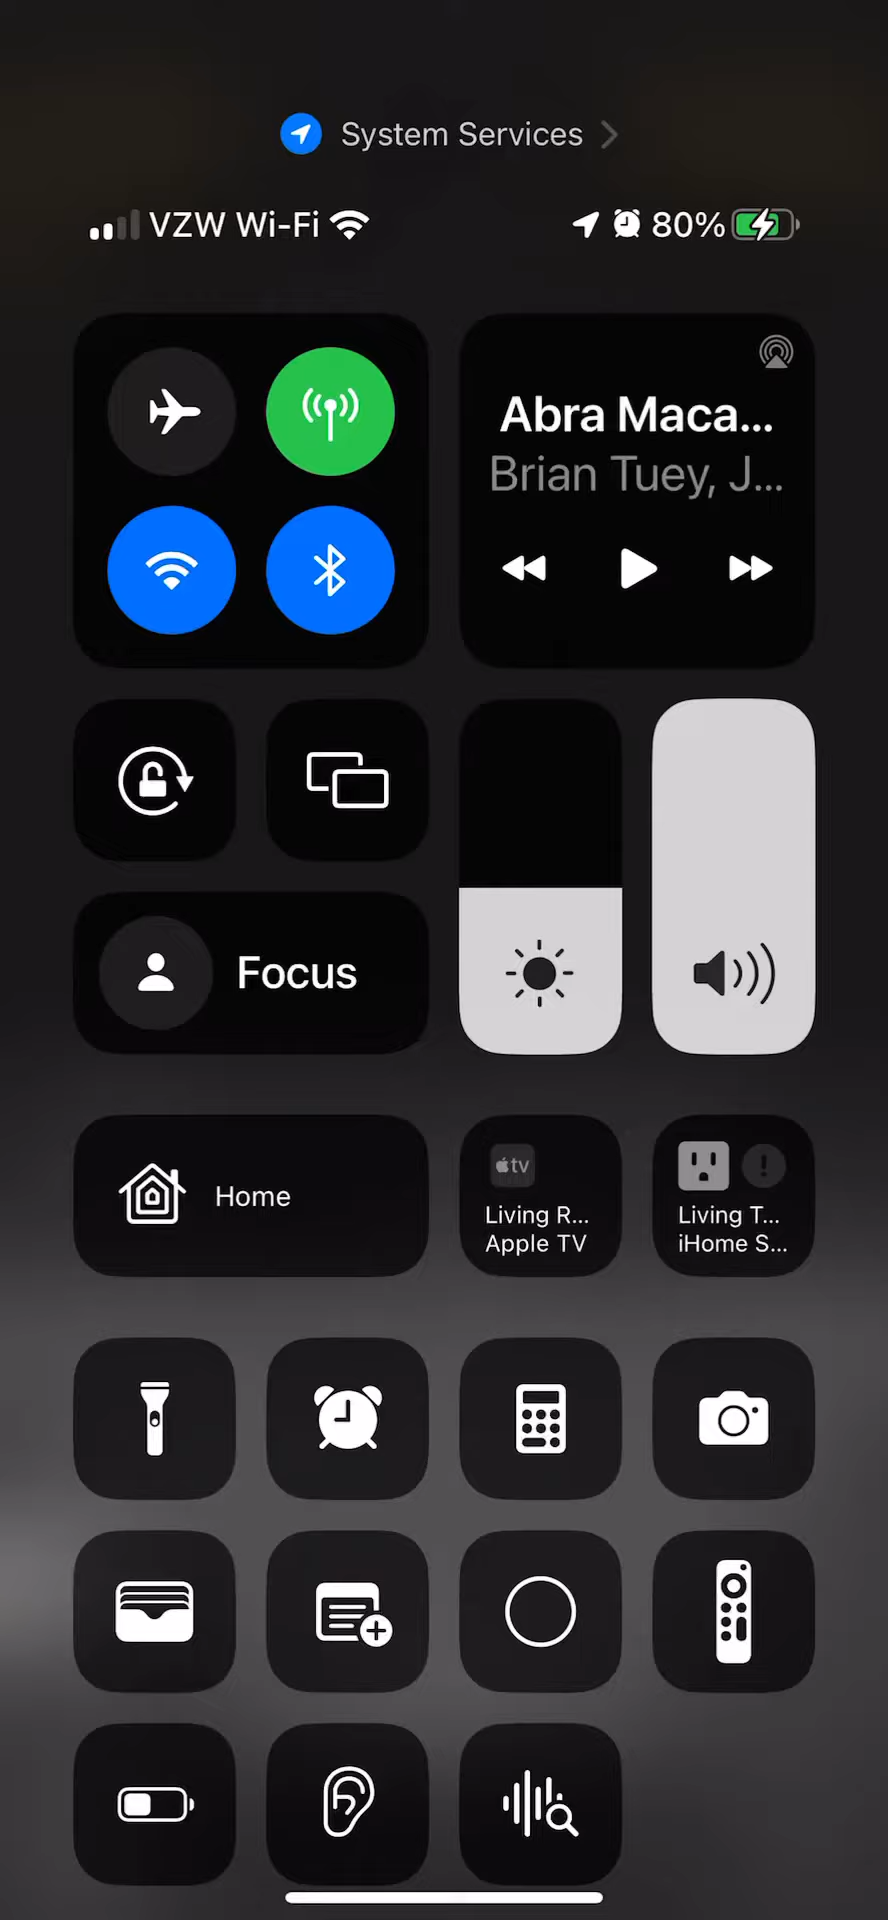 System Services
VZW Wi-Fi 80%
Abra Maca...
Brian Tuey, J...
Focus
Home
tv
Living R...
Apple TV
Living T...
iHome S...